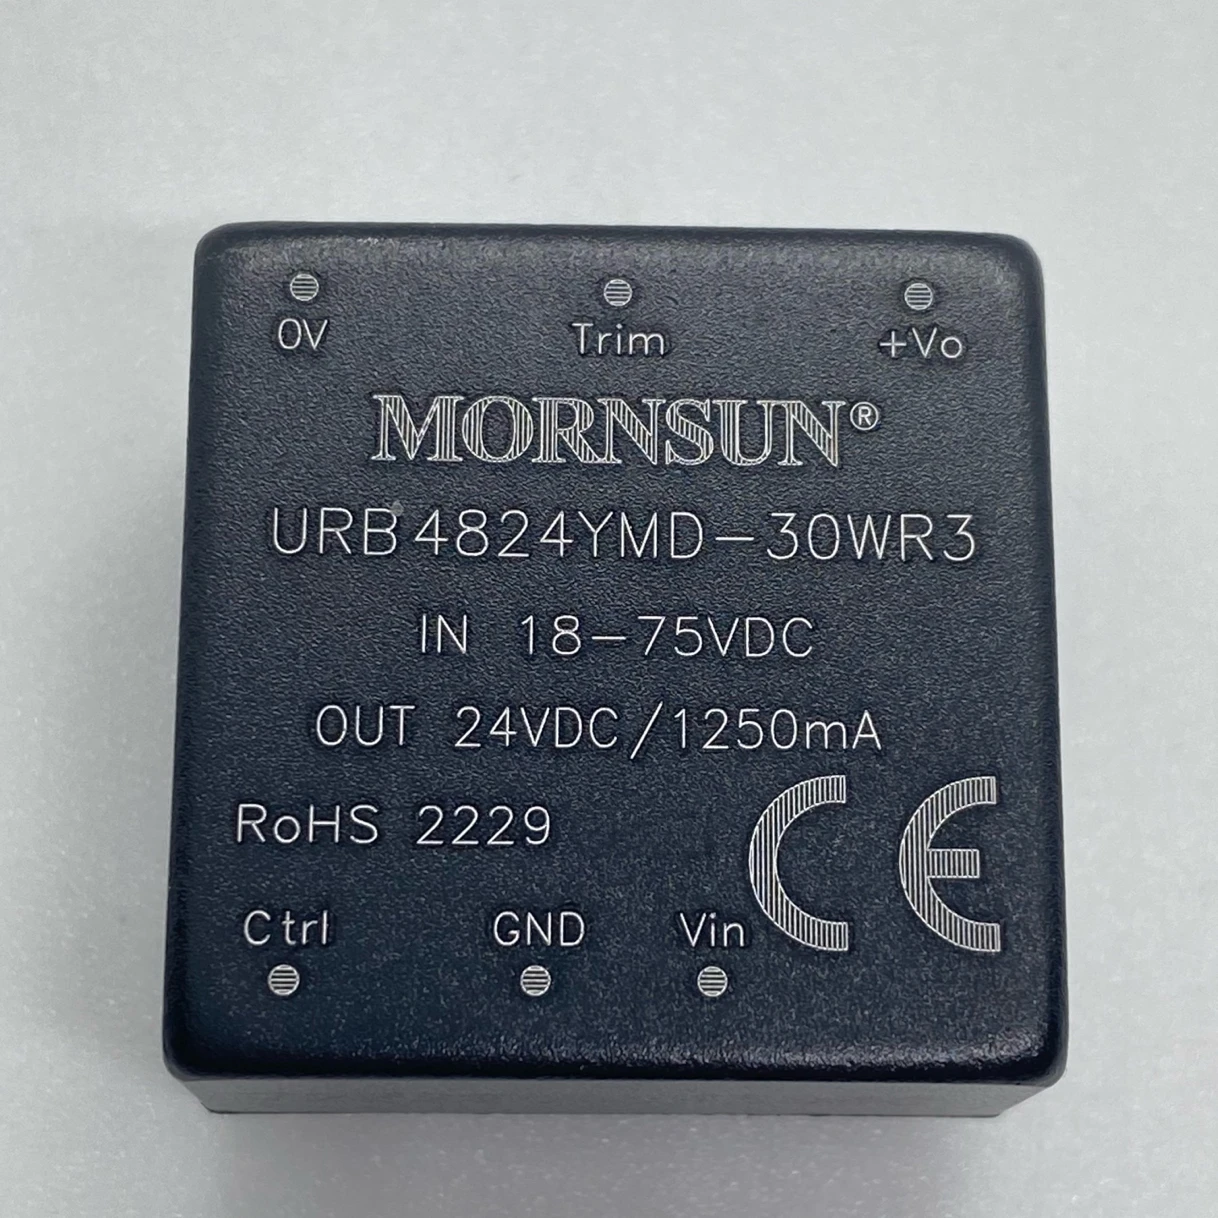 0V Trim +Vo
MORNSUN®
URB4824YMD-30WR3
IN 18-75VDC
OUT 24VDC/1250mA
RoHS 2229 CE
Ctrl GND Vin